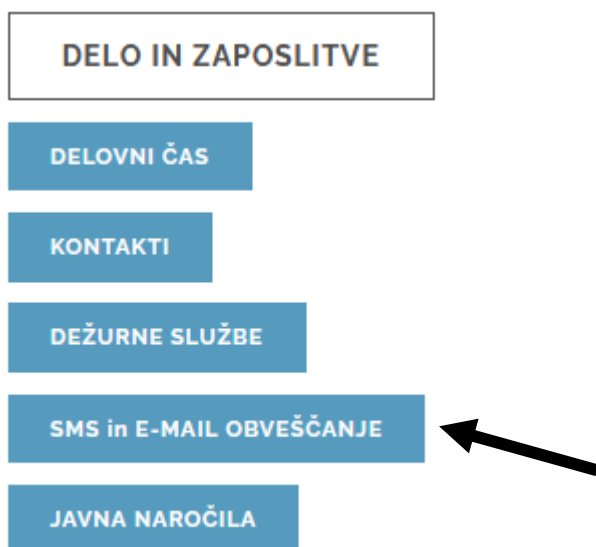 DELO IN ZAPOSLITVE
DELOVNI ČAS
KONTAKTI
DEŽURNE SLUŽBE
SMS in E-MAIL OBVEŠČANJE
JAVNA NAROČILA